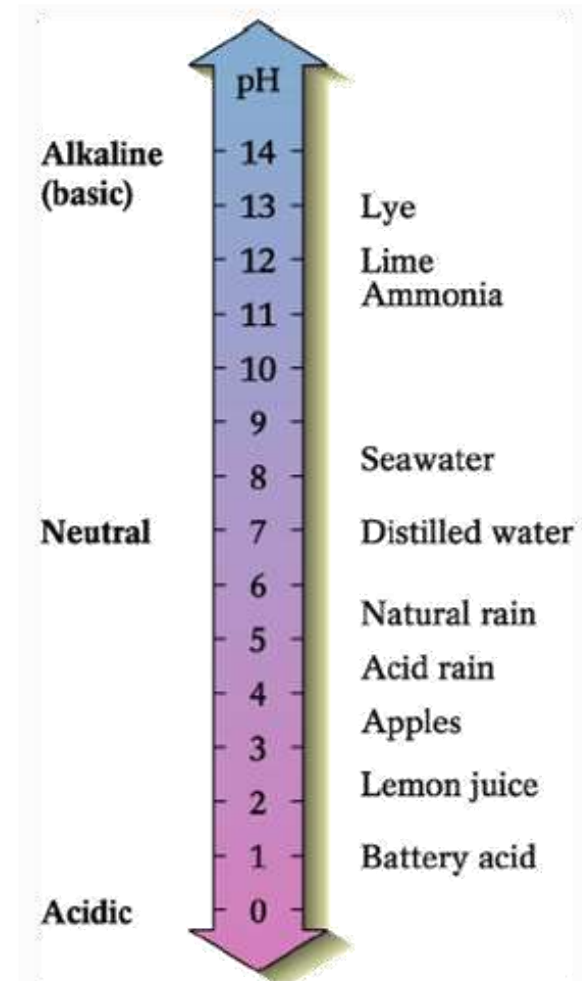 pH
Alkaline
(basic)
14
13
Lye
12
Lime
Ammonia
11
10
9
Seawater
8
Neutral
7
Distilled water
6
Natural rain
5
Acid rain
4
Apples
3
Lemon juice
2
1
Battery acid
Acidic
0